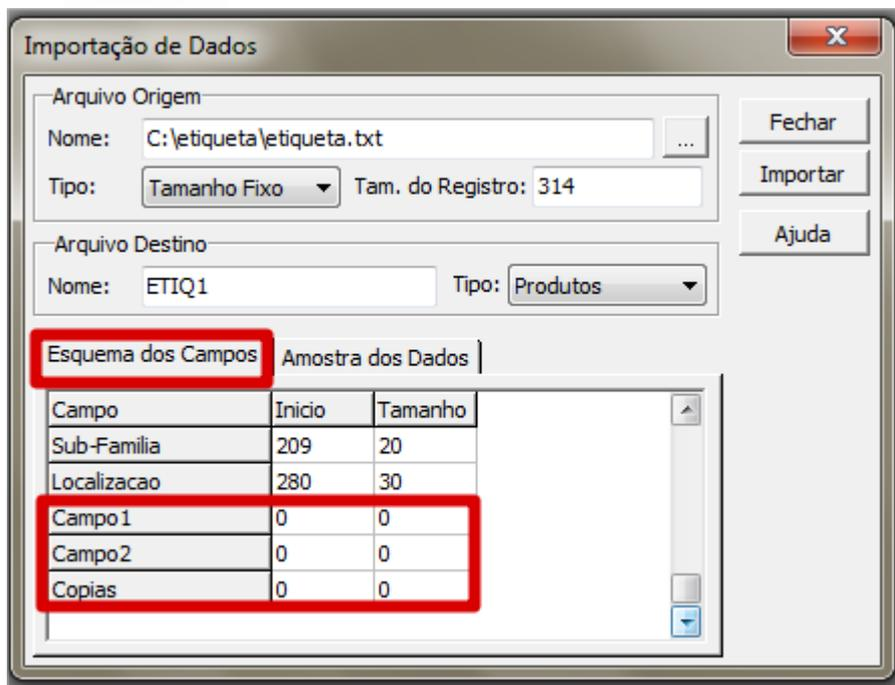 Importação de Dados
Arquivo Origem
Nome: C:\etiqueta\etiqueta.txt ...
Fechar
Tipo: Tamanho Fixo Tam. do Registro: 314
Importar
Ajuda
Arquivo Destino
Nome: ETIQ1 Tipo: Produtos
Esquema dos Campos Amostra dos Dados
Campo Inicio Tamanho
Sub-Familia 209 20
Localizacao 280 30
Campo1 0 0
Campo2 0 0
Copias 0 0